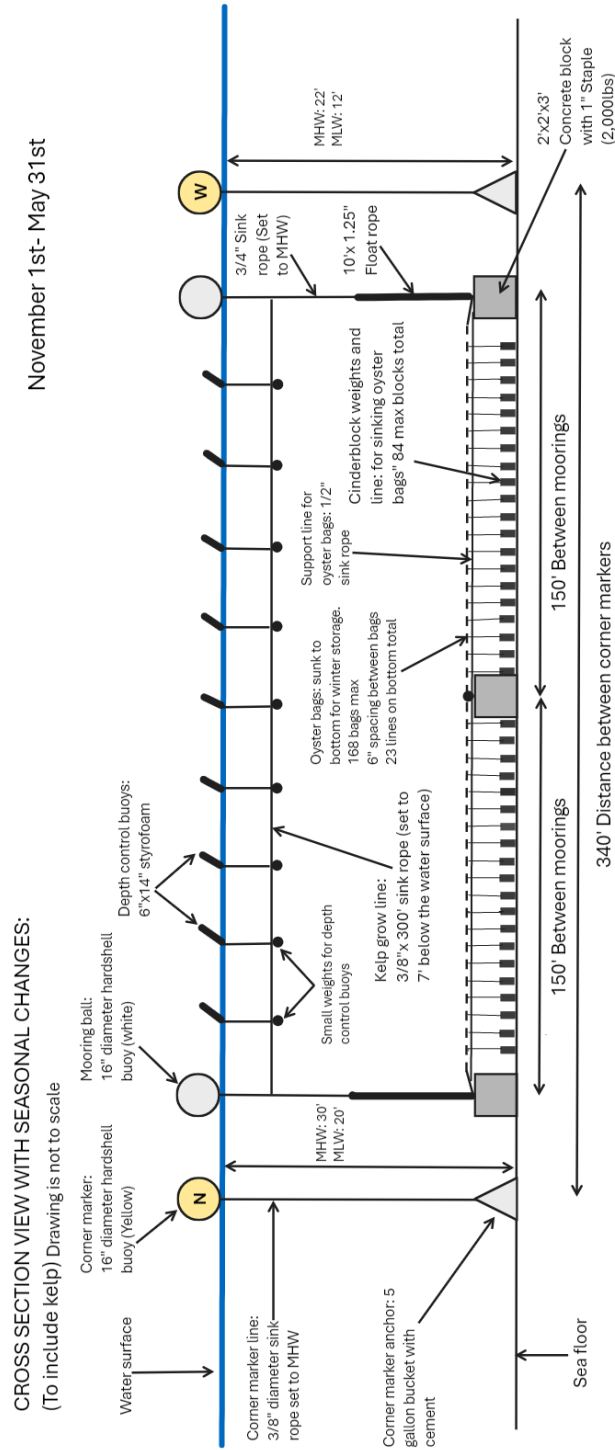 CROSS SECTION VIEW WITH SEASONAL CHANGES:
(To include kelp) Drawing is not to scale
November 1st- May 31st
Water surface
Corner marker:
16" diameter hardshell
buoy (Yellow)
Mooring ball:
16" diameter hardshell
buoy (white)
Depth control buoys:
6"x14" styrofoam
N
W
Corner marker line:
3/8" diameter sink
rope set to MHW
MHW: 30'
MLW: 20'
Small weights for depth
control buoys
Kelp grow line:
3/8"x 300' sink rope (set to
7' below the water surface)
Oyster bags: sunk to
bottom for winter storage.
168 bags max
6" spacing between bags
23 lines on bottom total
Support line for
oyster bags: 1/2"
sink rope
Cinderblock weights and
line: for sinking oyster
bags" 84 max blocks total
3/4" Sink
rope (Set
to MHW)
10'x 1.25"
Float rope
MHW: 22'
MLW: 12'
Corner marker anchor: 5
gallon bucket with
cement
Sea floor
150' Between moorings
150' Between moorings
340' Distance between corner markers
2'x2'x3'
Concrete block
with 1" Staple
(2,000lbs)